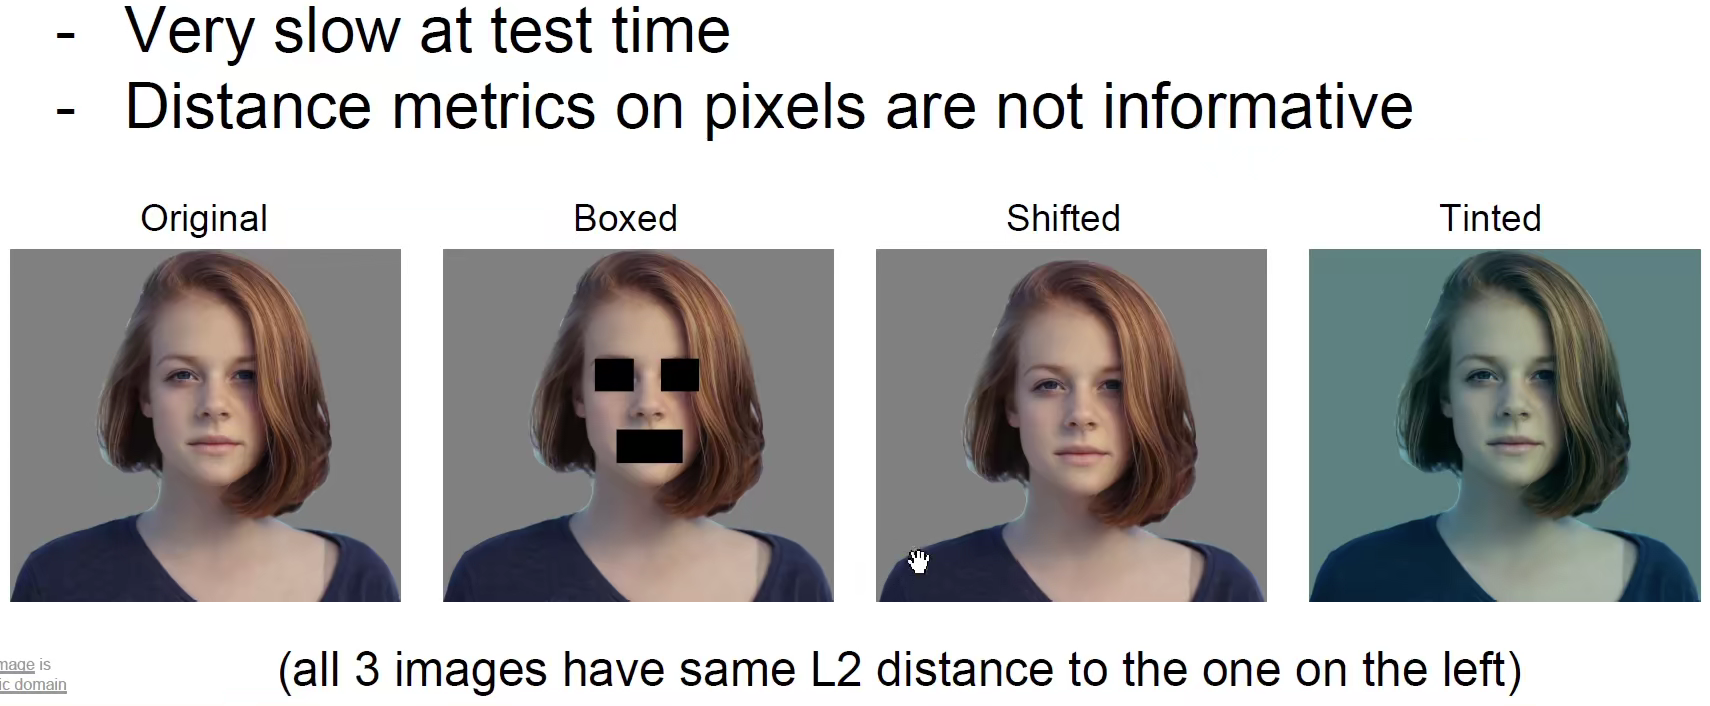 - Very slow at test time
- Distance metrics on pixels are not informative
Original Boxed Shifted Tinted
mage is
ic domain
(all 3 images have same L2 distance to the one on the left)